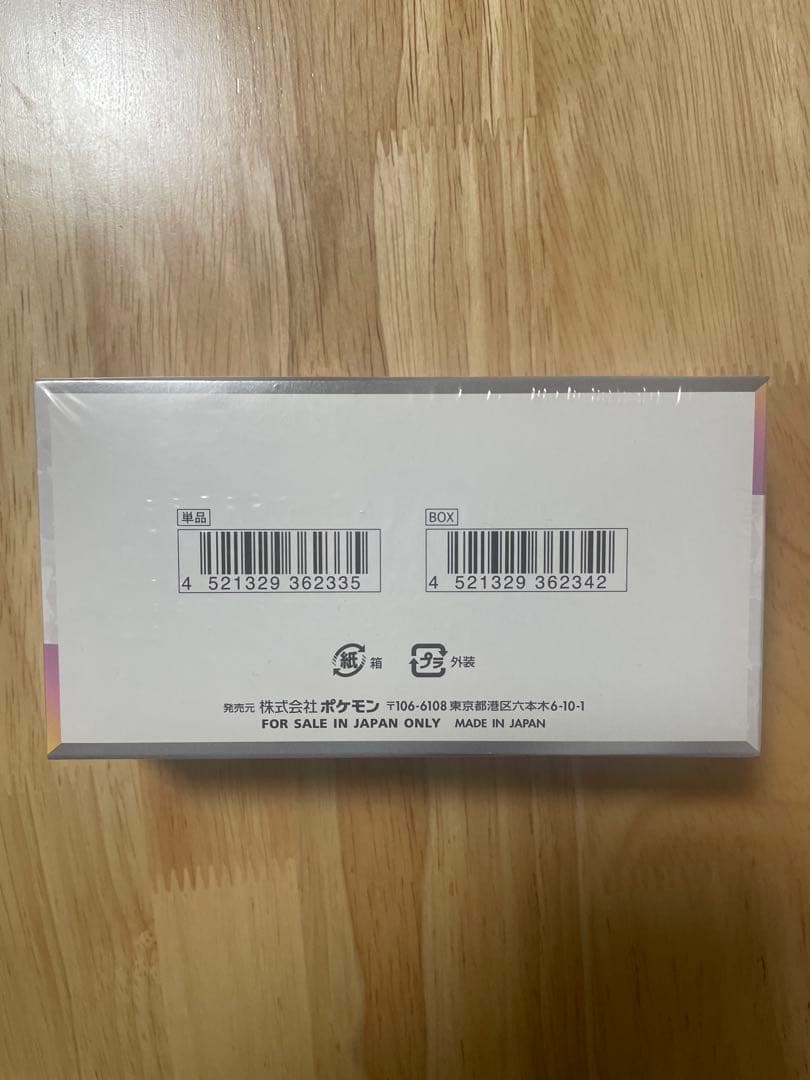 単品
BOX
4 521329 362335
4 521329 362342
紙 箱
プラ 外装
発売元 株式会社 ポケモン 〒106-6108 東京都港区六本木6-10-1
FOR SALE IN JAPAN ONLY MADE IN JAPAN